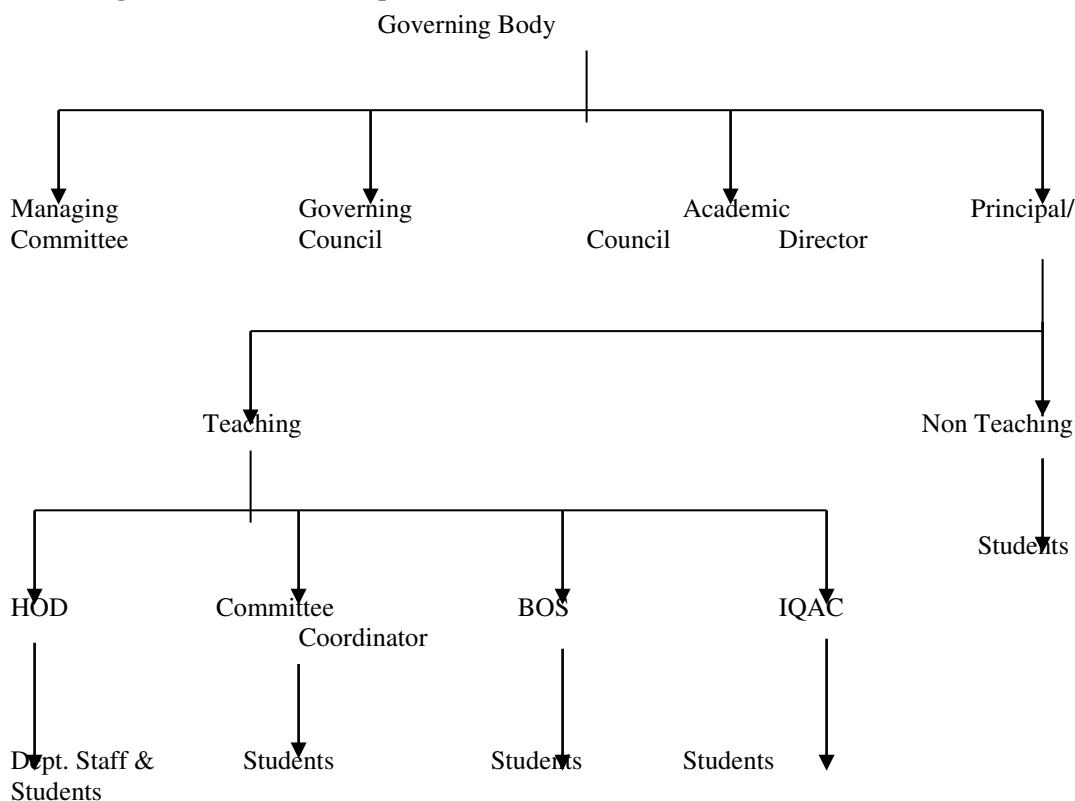 Governing Body
Managing Governing Academic Principal/
Committee Council Council Director
Teaching Non Teaching
Students
HOD Committee BOS IQAC
Coordinator
Dept. Staff & Students Students Students
Students